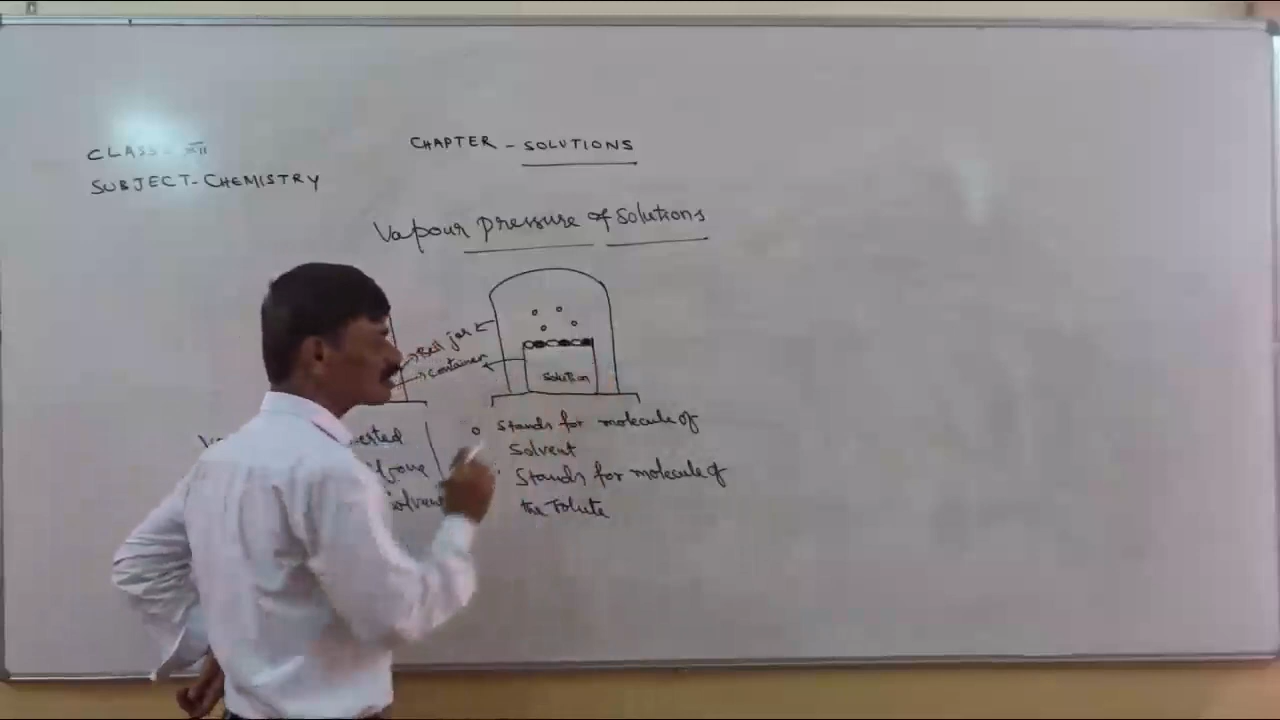 CLASS - XII
SUBJECT - CHEMISTRY
CHAPTER - SOLUTIONS
Vapour Pressure of Solutions
Bell jar
container
Solution
o Stands for molecule of
Solvent
Stands for molecule of
the Solute